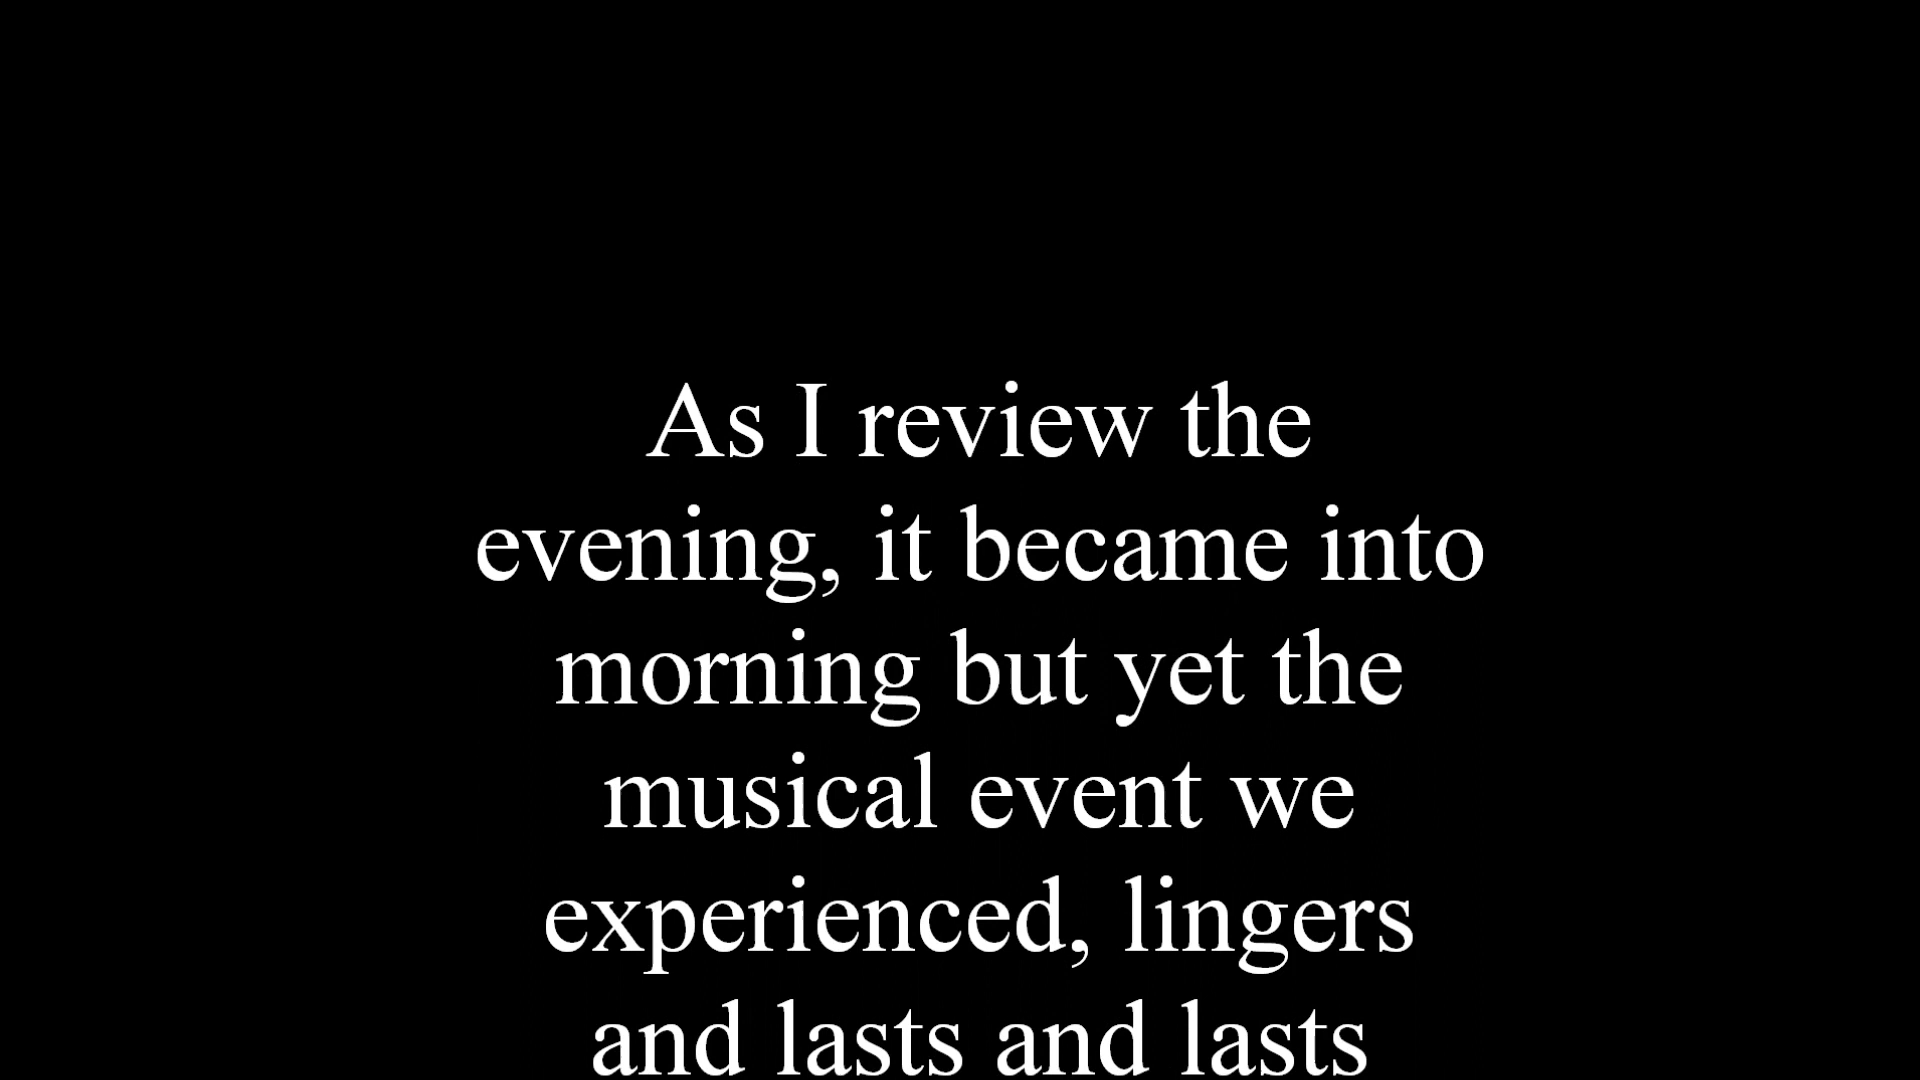 As I review the
evening, it became into
morning but yet the
musical event we
experienced, lingers
and lasts and lasts